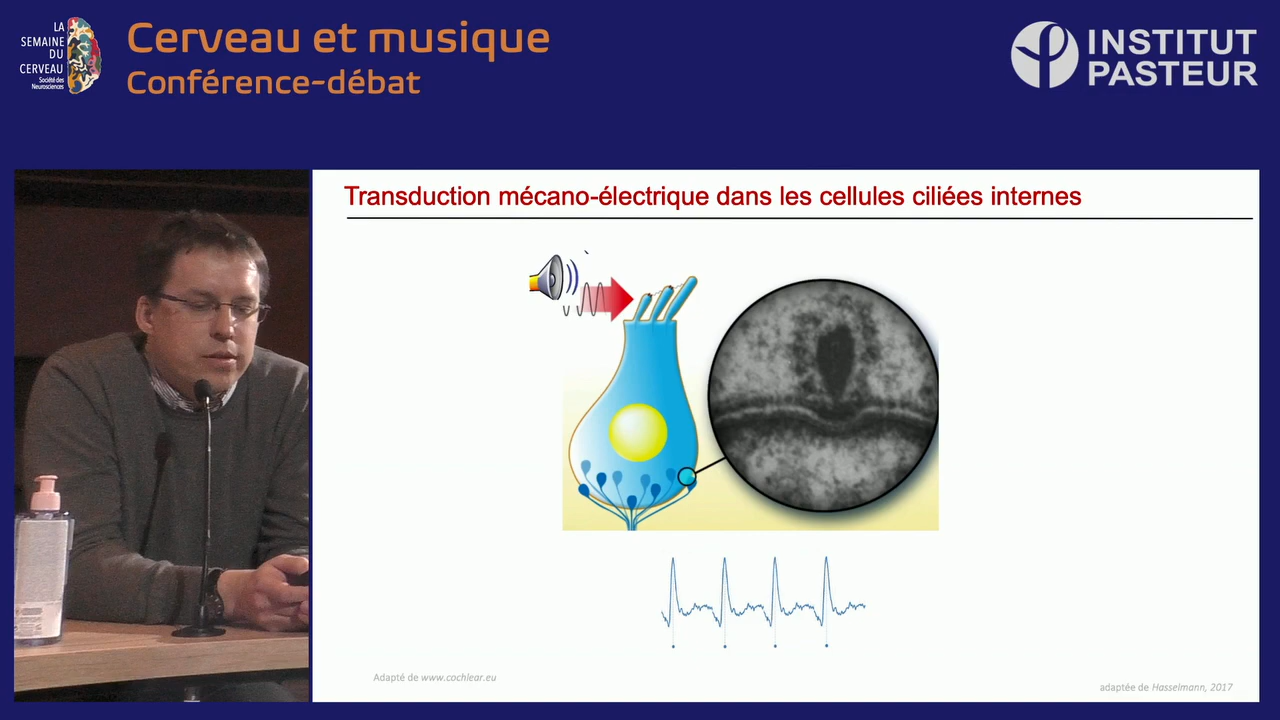 LA
SEMAINE
DU
CERVEAU
Société des
Neurosciences
Cerveau et musique
Conférence-débat
INSTITUT
PASTEUR
Transduction mécano-électrique dans les cellules ciliées internes
Adapté de www.cochlear.eu
adaptée de Hasselmann, 2017